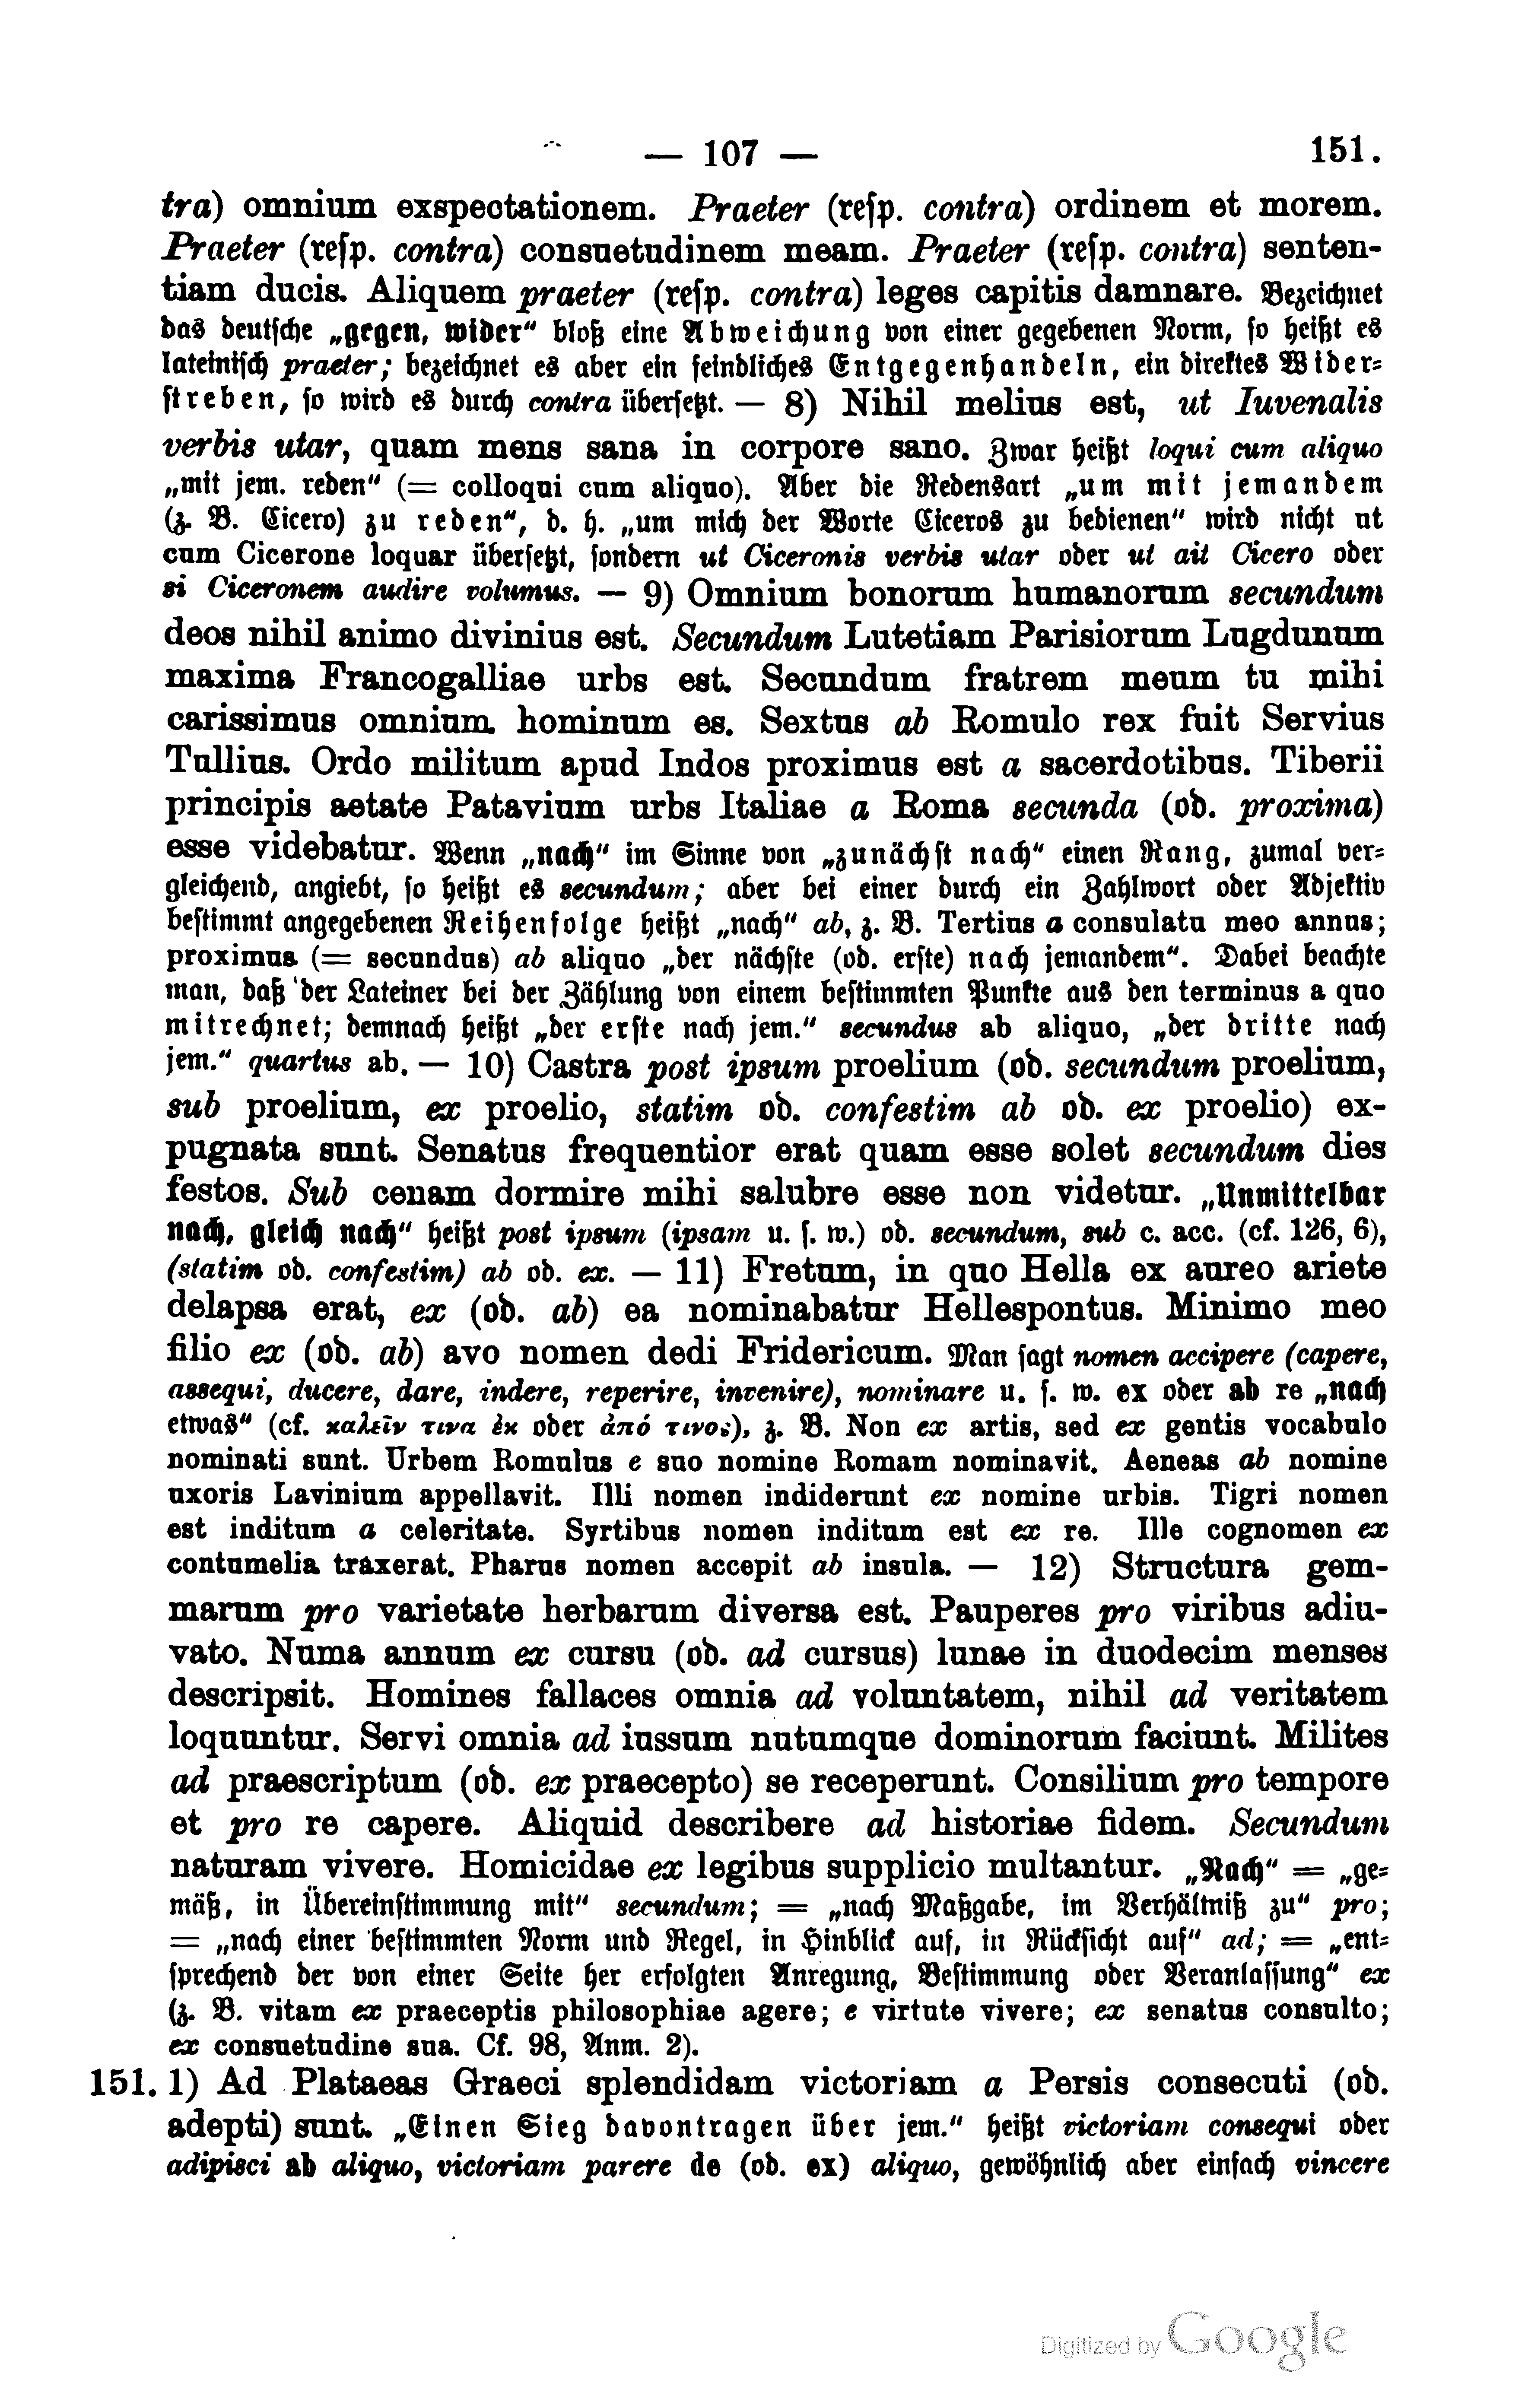 — 107 — 151.
tra) omnium exspectationem. Praeter (resp. contra) ordinem et morem.
Praeter (resp. contra) consuetudinem meam. Praeter (resp. contra) senten-
tiam ducis. Aliquem praeter (resp. contra) leges capitis damnare. Bezeichnet
das deutsche „gegen, wider" bloß eine Abweichung von einer gegebenen Norm, so heißt es
lateinisch praeter; bezeichnet es aber ein feindliches Entgegenhandeln, ein direktes Wider-
streben, so wird es durch contra übersetzt. — 8) Nihil melius est, ut Iuvenalis
verbis utar, quam mens sana in corpore sano. Zwar heißt loqui cum aliquo
„mit jem. reden" (= colloqui cum aliquo). Aber die Redensart „um mit jemandem
(z. B. Cicero) zu reden", d. h. „um mich der Worte Ciceros zu bedienen" wird nicht ut
cum Cicerone loquar übersetzt, sondern ut Ciceronis verbis utar oder ut ait Cicero oder
si Ciceronem audire volumus. — 9) Omnium bonorum humanorum secundum
deos nihil animo divinius est. Secundum Lutetiam Parisiorum Lugdunum
maxima Francogalliae urbs est. Secundum fratrem meum tu mihi
carissimus omnium hominum es. Sextus ab Romulo rex fuit Servius
Tullius. Ordo militum apud Indos proximus est a sacerdotibus. Tiberii
principis aetate Patavium urbs Italiae a Roma secunda (od. proxima)
esse videbatur. Wenn „nach" im Sinne von „zunächst nach" einen Rang, zumal ver-
gleichend, angiebt, so heißt es secundum; aber bei einer durch ein Zahlwort oder Adjektiv
bestimmt angegebenen Reihenfolge heißt „nach" ab, z. B. Tertius a consulatu meo annus;
proximus (= secundus) ab aliquo „der nächste (od. erste) nach jemandem". Dabei beachte
man, daß der Lateiner bei der Zählung von einem bestimmten Punkte aus den terminus a quo
mitrechnet; demnach heißt „der erste nach jem." secundus ab aliquo, „der dritte nach
jem." quartus ab. — 10) Castra post ipsum proelium (od. secundum proelium,
sub proelium, ex proelio, statim od. confestim ab od. ex proelio) ex-
pugnata sunt. Senatus frequentior erat quam esse solet secundum dies
festos. Sub cenam dormire mihi salubre esse non videtur. „Unmittelbar
nach, gleich nach" heißt post ipsum (ipsam u. s. w.) od. secundum, sub c. acc. (cf. 126, 6),
(statim od. confestim) ab od. ex. — 11) Fretum, in quo Hella ex aureo ariete
delapsa erat, ex (od. ab) ea nominabatur Hellespontus. Minimo meo
filio ex (od. ab) avo nomen dedi Fridericum. Man sagt nomen accipere (capere,
assequi, ducere, dare, indere, reperire, invenire), nominare u. s. w. ex oder ab re „nach
etwas" (cf. καλεῖν τινα ἐκ oder ἀπό τινος), z. B. Non ex artis, sed ex gentis vocabulo
nominati sunt. Urbem Romulus e suo nomine Romam nominavit. Aeneas ab nomine
uxoris Lavinium appellavit. Illi nomen indiderunt ex nomine urbis. Tigri nomen
est inditum a celeritate. Syrtibus nomen inditum est ex re. Ille cognomen ex
contumelia traxerat. Pharus nomen accepit ab insula. — 12) Structura gem-
marum pro varietate herbarum diversa est. Pauperes pro viribus adiu-
vato. Numa annum ex cursu (od. ad cursus) lunae in duodecim menses
descripsit. Homines fallaces omnia ad voluntatem, nihil ad veritatem
loquuntur. Servi omnia ad iussum nutumque dominorum faciunt. Milites
ad praescriptum (od. ex praecepto) se receperunt. Consilium pro tempore
et pro re capere. Aliquid describere ad historiae fidem. Secundum
naturam vivere. Homicidae ex legibus supplicio multantur. „Nach" = „ge-
mäß, in Übereinstimmung mit" secundum; = „nach Maßgabe, im Verhältniß zu" pro;
= „nach einer bestimmten Norm und Regel, in Hinblick auf, in Rücksicht auf" ad; = „ent-
sprechend der von einer Seite her erfolgten Anregung, Bestimmung oder Veranlassung" ex
(z. B. vitam ex praeceptis philosophiae agere; e virtute vivere; ex senatus consulto;
ex consuetudine sua. Cf. 98, Anm. 2).
151. 1) Ad Plataeas Graeci splendidam victoriam a Persis consecuti (od.
adepti) sunt. „Einen Sieg davontragen über jem." heißt victoriam consequi oder
adipisci ab aliquo, victoriam parere de (od. ex) aliquo, gewöhnlich aber einfach vincere
Digitized by Google